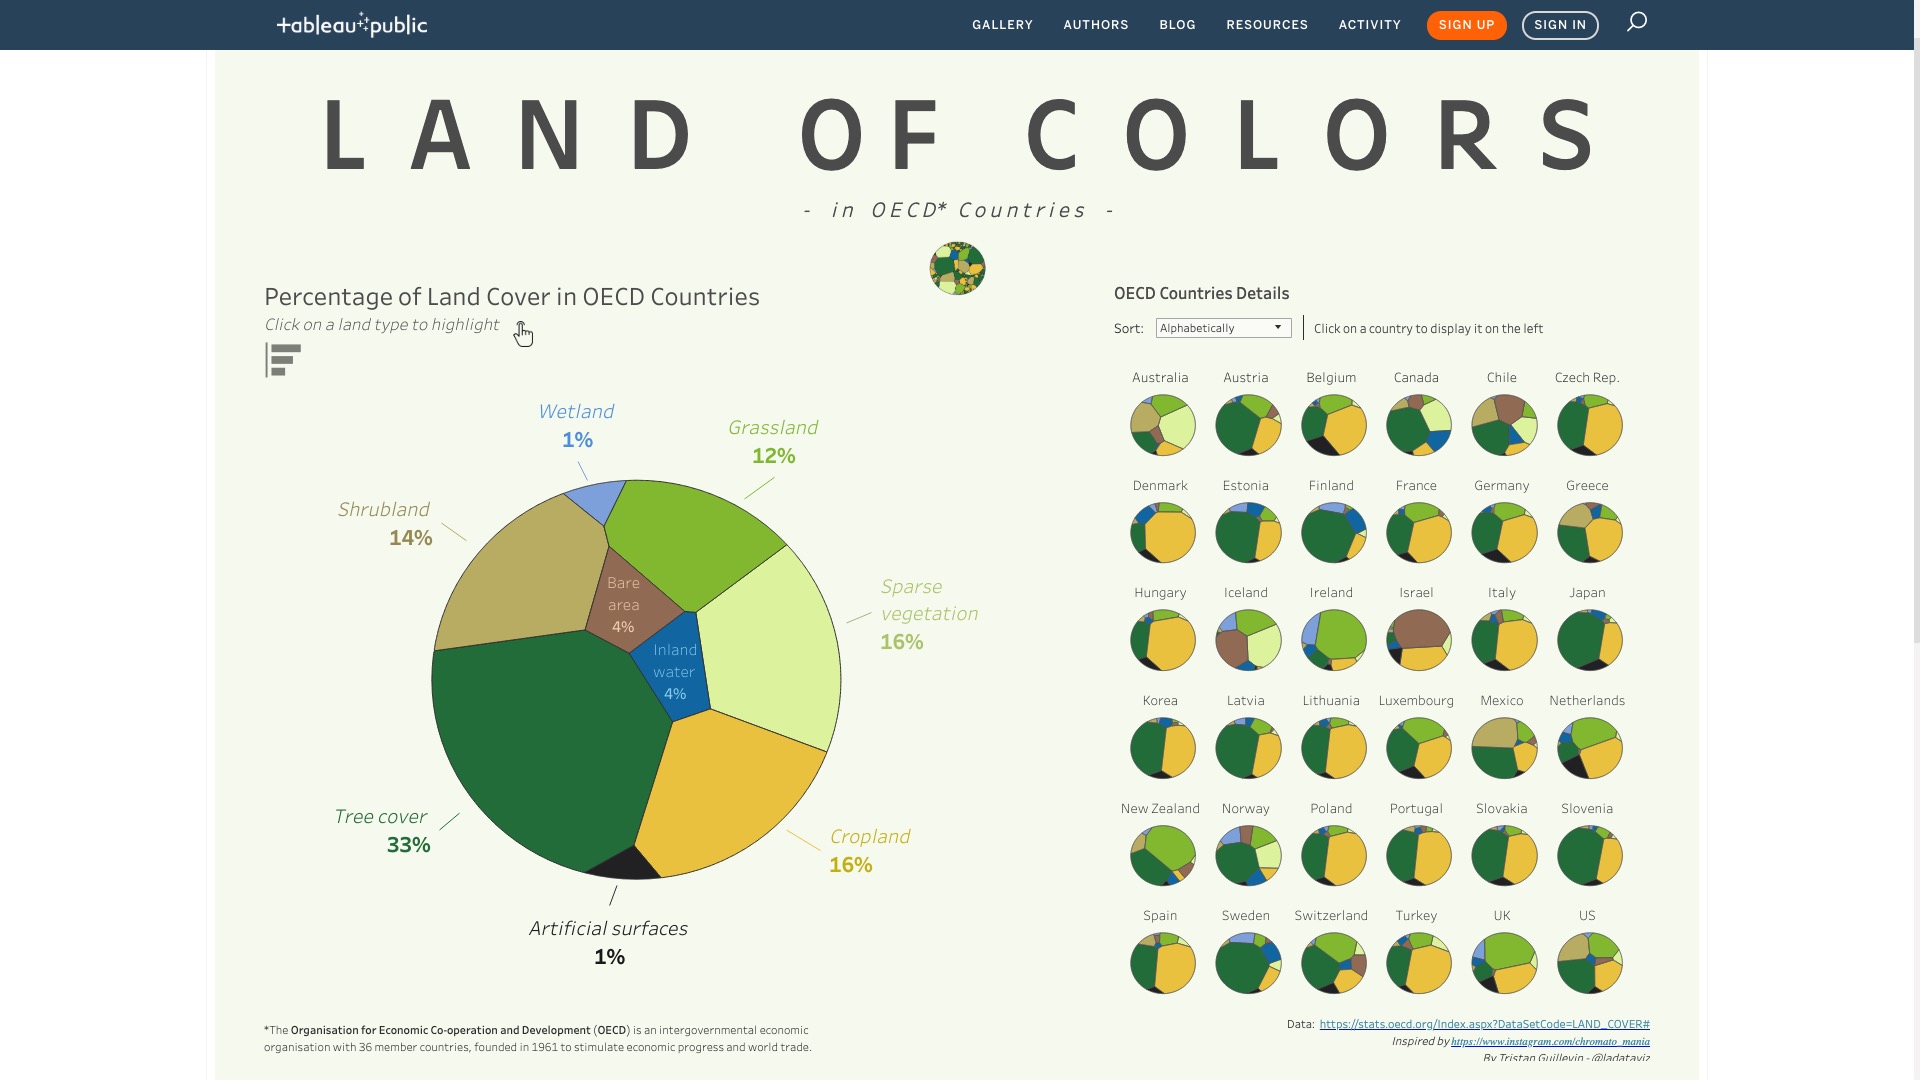 tableau public
GALLERY AUTHORS BLOG RESOURCES ACTIVITY SIGN UP SIGN IN
LAND OF COLORS
- in OECD* Countries -
Percentage of Land Cover in OECD Countries
Click on a land type to highlight
Wetland
1%
Grassland
12%
Shrubland
14%
Bare
area
4%
Sparse
vegetation
16%
Inland
water
4%
Tree cover
33%
Cropland
16%
Artificial surfaces
1%
*The Organisation for Economic Co-operation and Development (OECD) is an intergovernmental economic
organisation with 36 member countries, founded in 1961 to stimulate economic progress and world trade.
OECD Countries Details
Sort: Alphabetically Click on a country to display it on the left
Australia Austria Belgium Canada Chile Czech Rep.
Denmark Estonia Finland France Germany Greece
Hungary Iceland Ireland Israel Italy Japan
Korea Latvia Lithuania Luxembourg Mexico Netherlands
New Zealand Norway Poland Portugal Slovakia Slovenia
Spain Sweden Switzerland Turkey UK US
Data: https://stats.oecd.org/Index.aspx?DataSetCode=LAND_COVER#
Inspired by https://www.instagram.com/chromato_mania
By Tristan Guillevin - @ladataviz